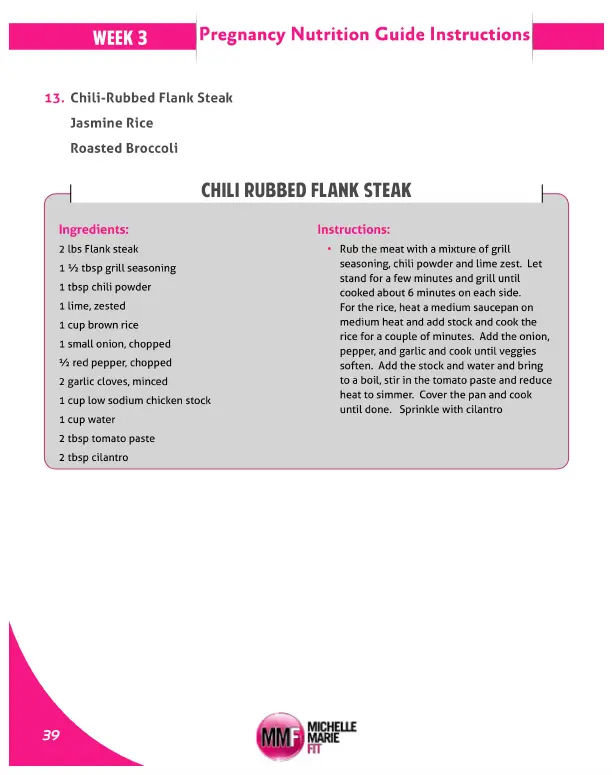 WEEK 3
Pregnancy Nutrition Guide Instructions
13. Chili-Rubbed Flank Steak
Jasmine Rice
Roasted Broccoli
CHILI RUBBED FLANK STEAK
Ingredients:
2 lbs Flank steak
1 ½ tbsp grill seasoning
1 tbsp chili powder
1 lime, zested
1 cup brown rice
1 small onion, chopped
½ red pepper, chopped
2 garlic cloves, minced
1 cup low sodium chicken stock
1 cup water
2 tbsp tomato paste
2 tbsp cilantro
Instructions:
• Rub the meat with a mixture of grill
seasoning, chili powder and lime zest. Let
stand for a few minutes and grill until
cooked about 6 minutes on each side.
For the rice, heat a medium saucepan on
medium heat and add stock and cook the
rice for a couple of minutes. Add the onion,
pepper, and garlic and cook until veggies
soften. Add the stock and water and bring
to a boil, stir in the tomato paste and reduce
heat to simmer. Cover the pan and cook
until done. Sprinkle with cilantro
39
MMF
MICHELLE
MARIE
FIT